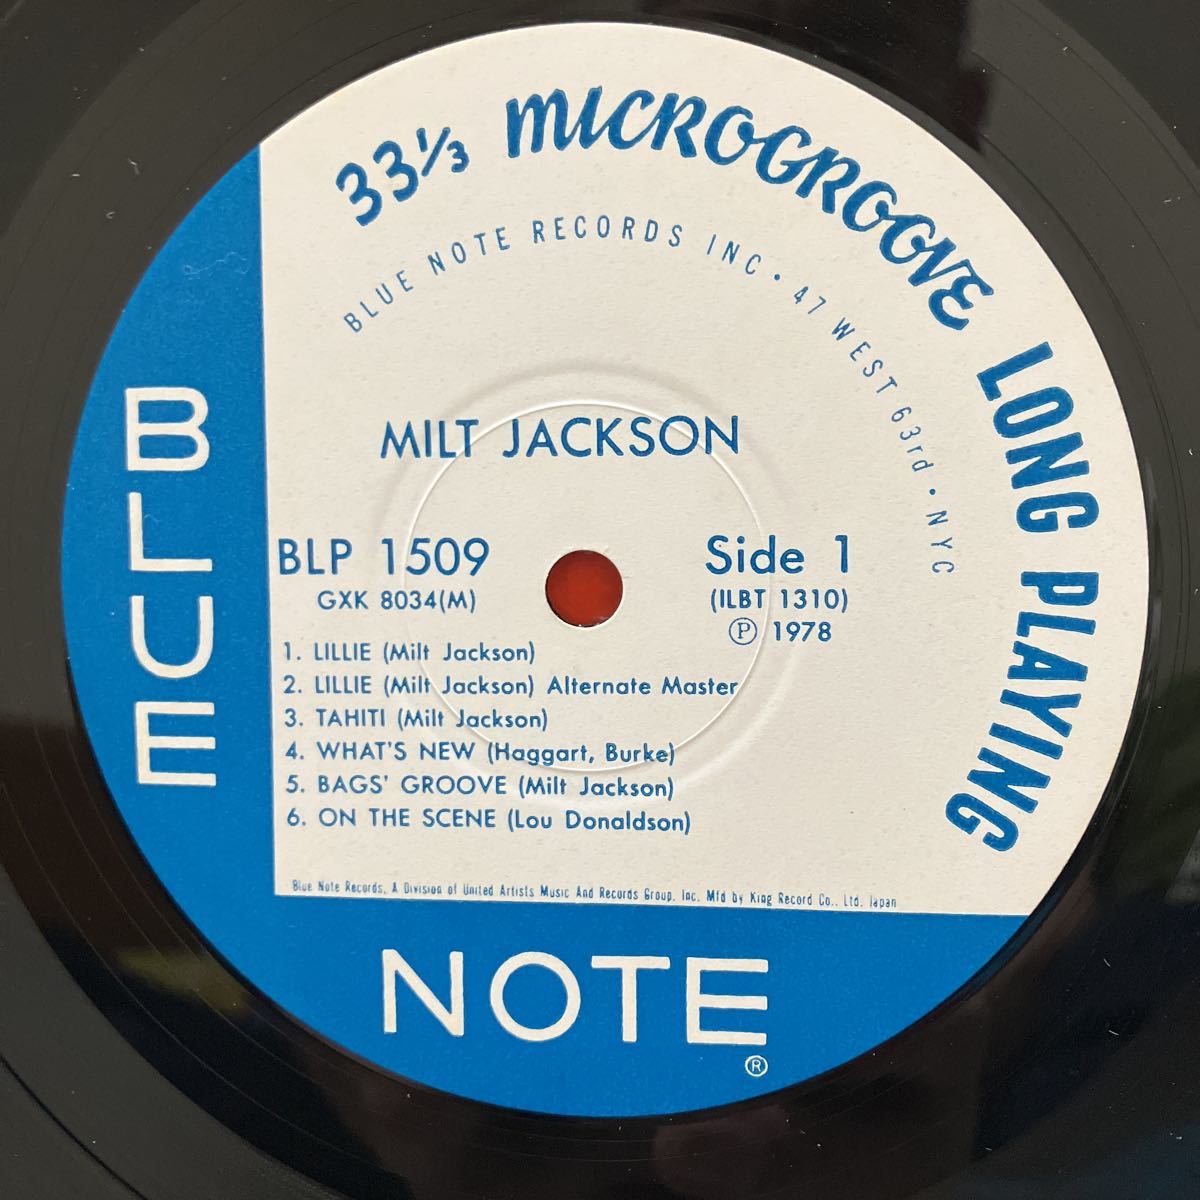 33⅓ MICROGROOVE LONG PLAYING
BLUE NOTE RECORDS INC • 47 WEST 63rd • NYC
MILT JACKSON
BLP 1509
GXK 8034(M)
Side 1
(ILBT 1310)
Ⓟ 1978
1. LILLIE (Milt Jackson)
2. LILLIE (Milt Jackson) Alternate Master
3. TAHITI (Milt Jackson)
4. WHAT'S NEW (Haggart, Burke)
5. BAGS' GROOVE (Milt Jackson)
6. ON THE SCENE (Lou Donaldson)
Blue Note Records, A Division of United Artists Music And Records Group, Inc. Mfd by King Record Co., Ltd. Japan
BLUE
NOTE®